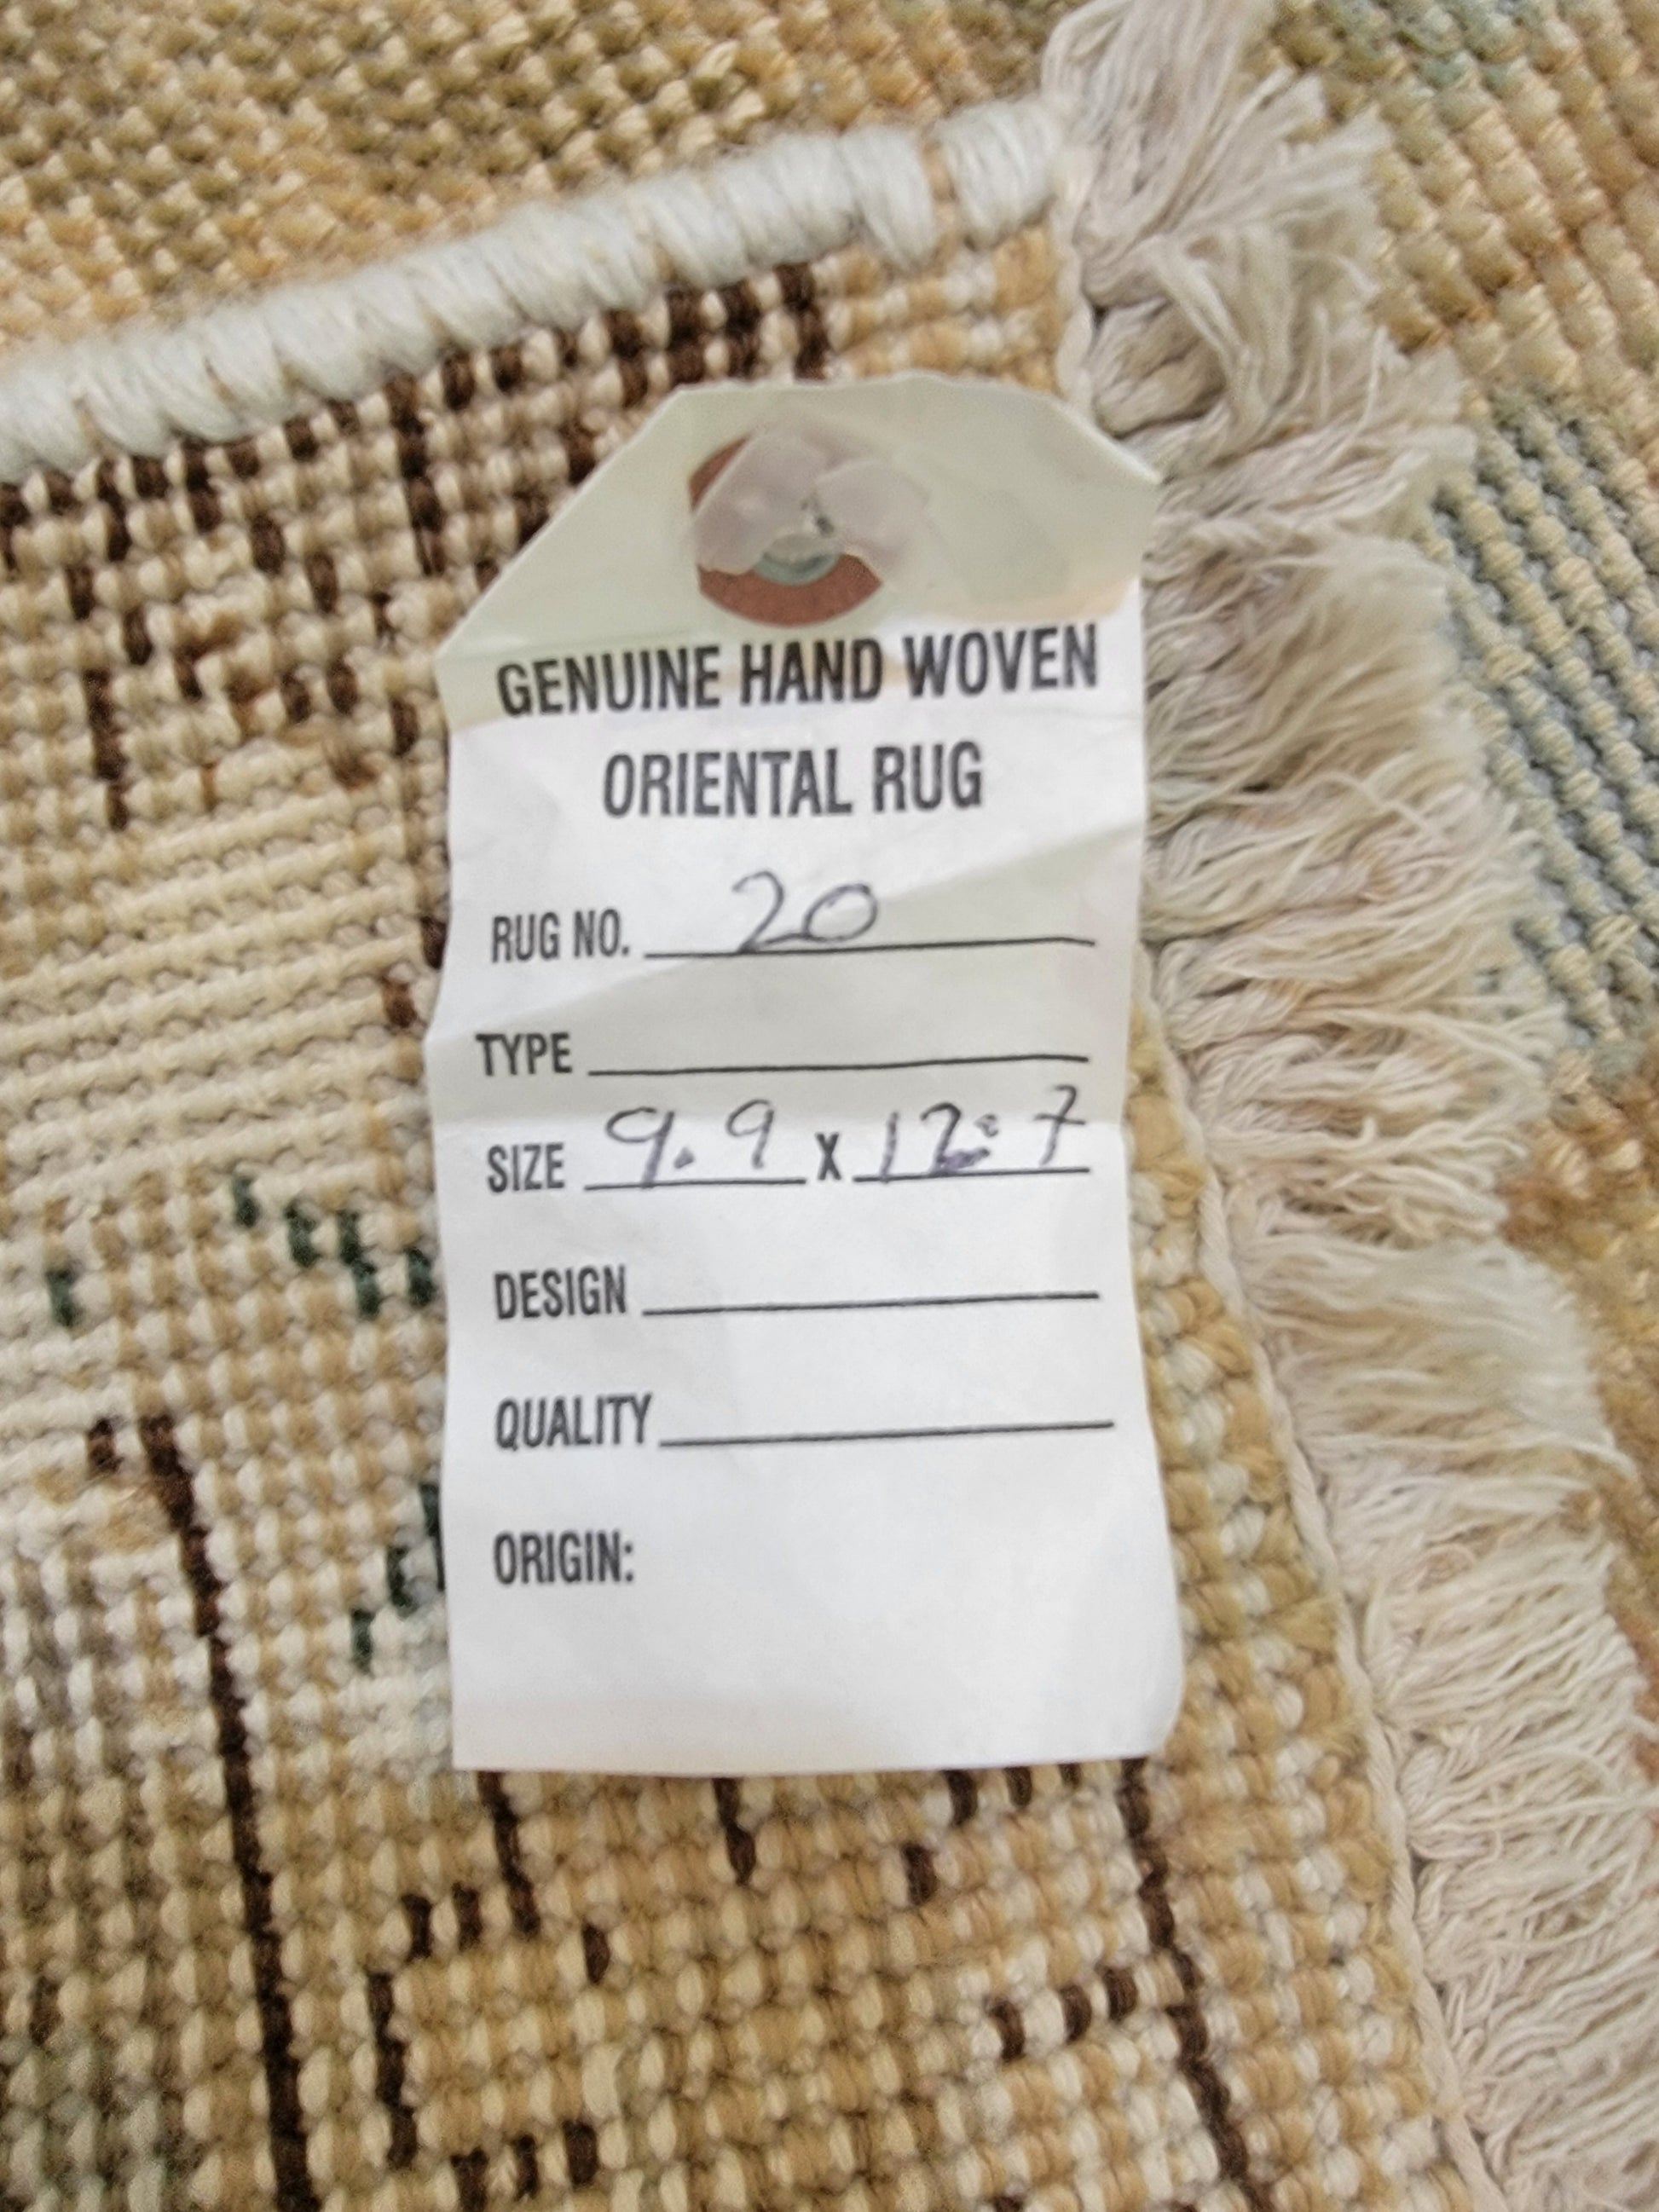 GENUINE HAND WOVEN
ORIENTAL RUG
RUG NO. 20
TYPE
SIZE 9.9 X 12:7
DESIGN
QUALITY
ORIGIN: